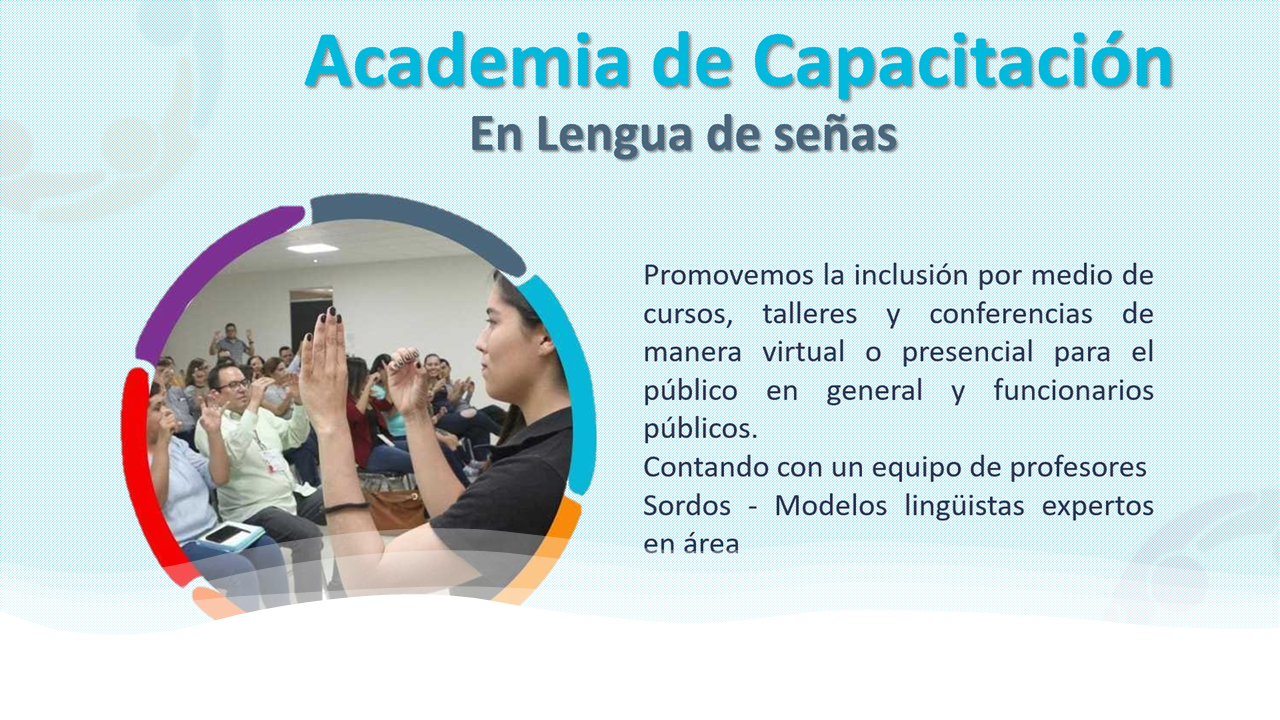 Academia de Capacitación
En Lengua de señas
Promovemos la inclusión por medio de
cursos, talleres y conferencias de
manera virtual o presencial para el
público en general y funcionarios
públicos.
Contando con un equipo de profesores
Sordos - Modelos lingüistas expertos
en área